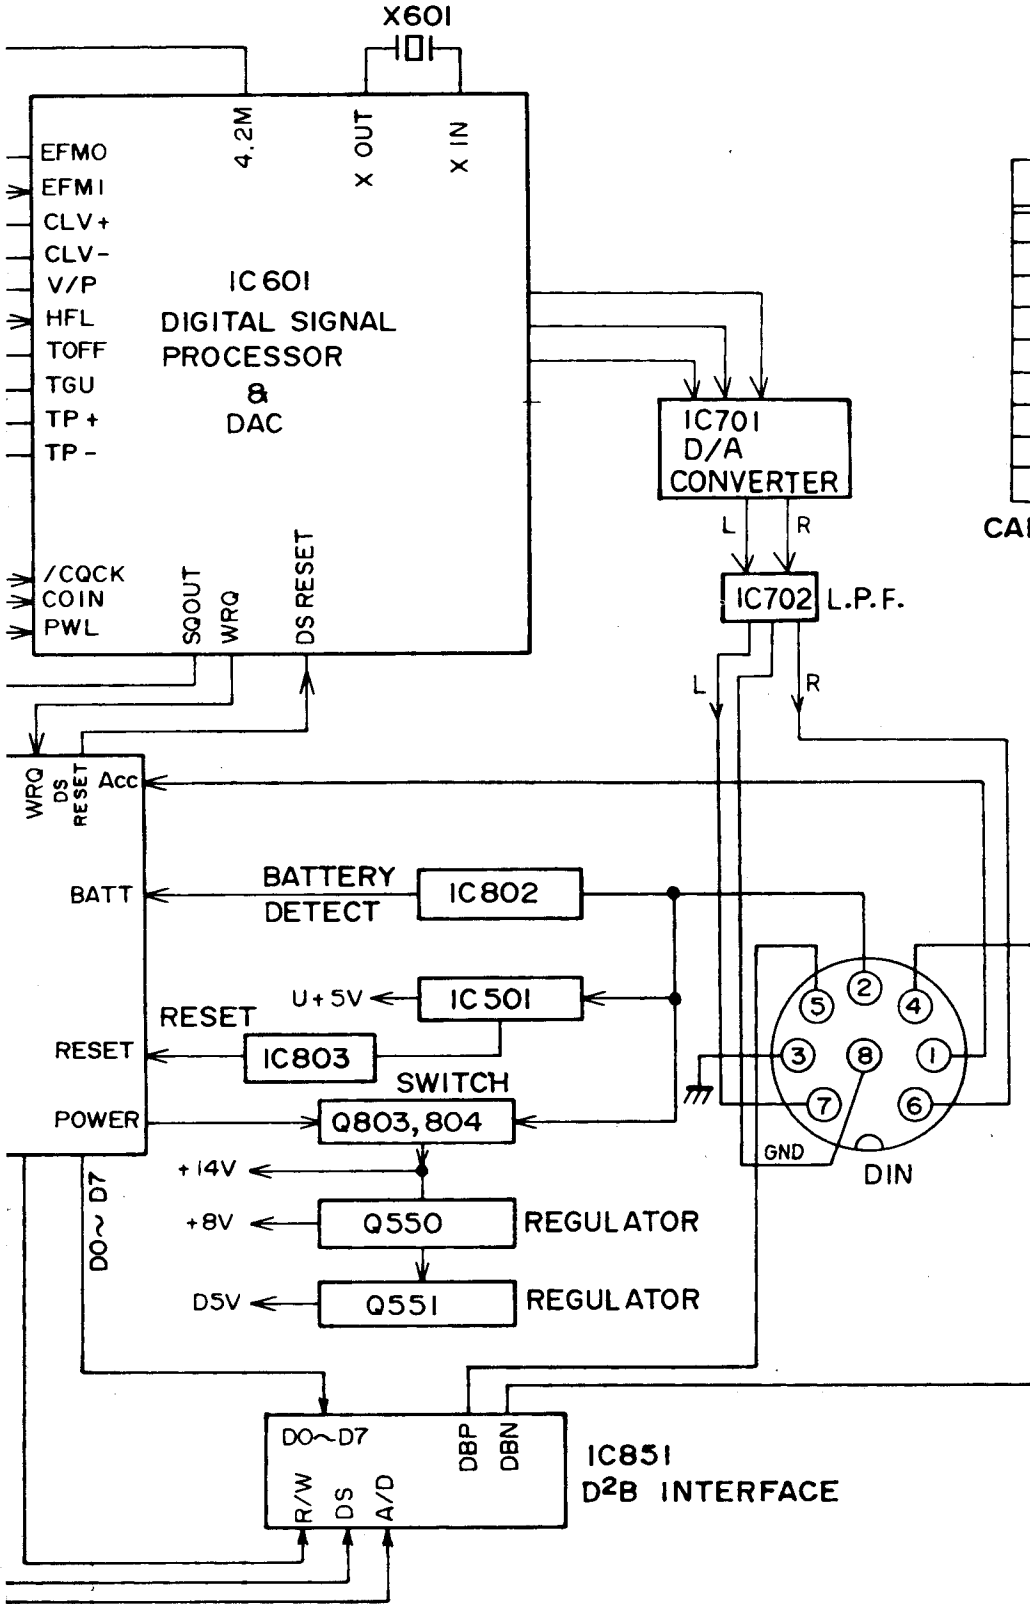 X601
4.2M
X OUT
X IN
EFMO
EFMI
CLV+
CLV-
V/P
HFL
TOFF
TGU
TP+
TP-
IC601
DIGITAL SIGNAL
PROCESSOR
&
DAC
/CQCK
COIN
PWL
SQOUT
WRQ
DS RESET
IC701
D/A
CONVERTER
L
R
IC702
L.P.F.
L
R
WRQ
DS
RESET
Acc
BATT
BATTERY
DETECT
IC802
U+5V
IC501
RESET
RESET
IC803
SWITCH
POWER
Q803,804
+14V
+8V
Q550
REGULATOR
D5V
Q551
REGULATOR
D0~D7
5
2
4
3
8
1
7
6
GND
DIN
D0~D7
DBP
DBN
R/W
DS
A/D
IC851
D²B INTERFACE